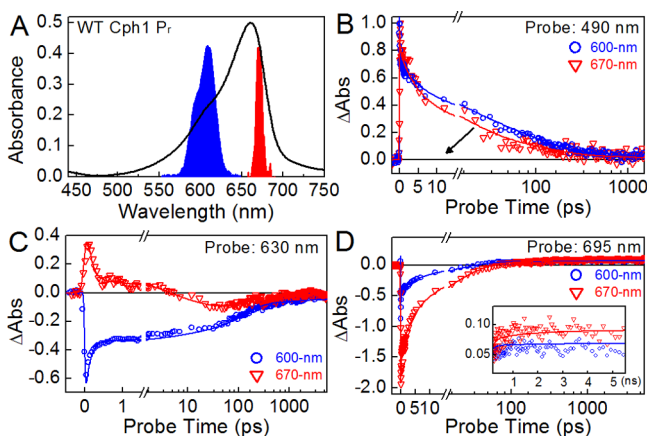 A
WT Cph1 Pr
Absorbance
0.5
0.4
0.3
0.2
0.1
0.0
450 500 550 600 650 700 750
Wavelength (nm)
B
Probe: 490 nm
600-nm
670-nm
ΔAbs
1.0
0.8
0.6
0.4
0.2
0.0
0 5 10 100 1000
Probe Time (ps)
C
Probe: 630 nm
ΔAbs
0.4
0.2
0.0
-0.2
-0.4
-0.6
600-nm
670-nm
0 1 10 100 1000
Probe Time (ps)
D
Probe: 695 nm
600-nm
670-nm
ΔAbs
0.5
0.0
-0.5
-1.0
-1.5
-2.0
0.10
0.05
1 2 3 4 5 (ns)
0 5 10 100 1000
Probe Time (ps)